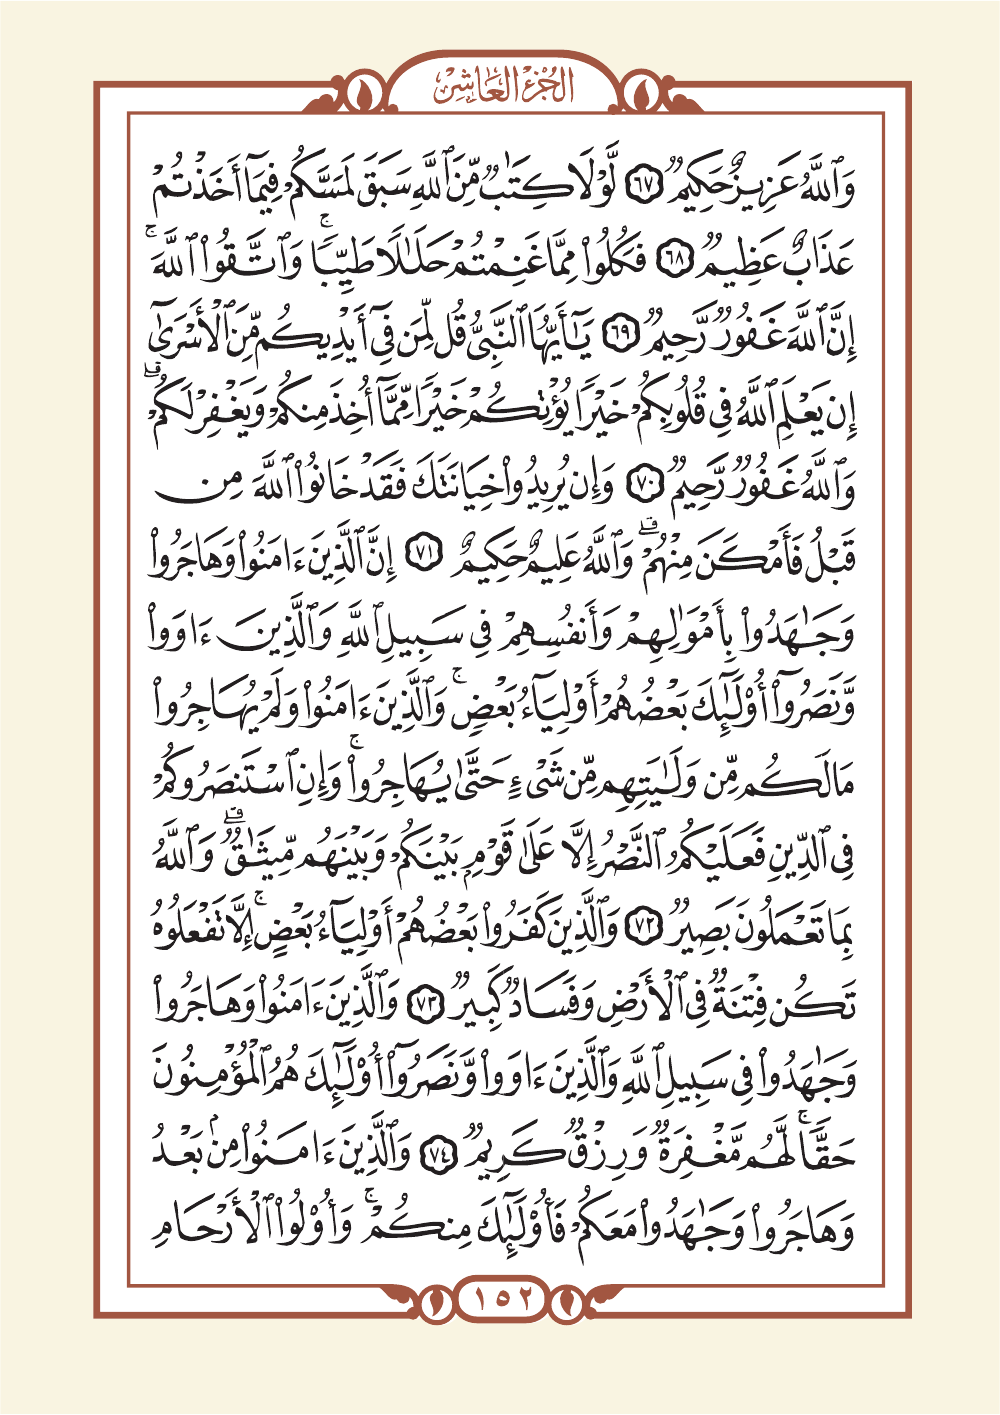 الجُزْءُ العَاشِرُ
وَٱللَّهُ عَزِيزٌ حَكِيمٌ ٦٧ لَّوْلَا كِتَـٰبٌ مِّنَ ٱللَّهِ سَبَقَ لَمَسَّكُمْ فِيمَآ أَخَذْتُمْ
عَذَابٌ عَظِيمٌ ٦٨ فَكُلُوا۟ مِمَّا غَنِمْتُمْ حَلَـٰلًا طَيِّبًا ۚ وَٱتَّقُوا۟ ٱللَّهَ ۚ
إِنَّ ٱللَّهَ غَفُورٌ رَّحِيمٌ ٦٩ يَـٰٓأَيُّهَا ٱلنَّبِىُّ قُل لِّمَن فِىٓ أَيْدِيكُم مِّنَ ٱلْأَسْرَىٰٓ
إِن يَعْلَمِ ٱللَّهُ فِى قُلُوبِكُمْ خَيْرًا يُؤْتِكُمْ خَيْرًا مِّمَّآ أُخِذَ مِنكُمْ وَيَغْفِرْ لَكُمْ ۗ
وَٱللَّهُ غَفُورٌ رَّحِيمٌ ٧٠ وَإِن يُرِيدُوا۟ خِيَانَتَكَ فَقَدْ خَانُوا۟ ٱللَّهَ مِن
قَبْلُ فَأَمْكَنَ مِنْهُمْ ۗ وَٱللَّهُ عَلِيمٌ حَكِيمٌ ٧١ إِنَّ ٱلَّذِينَ ءَامَنُوا۟ وَهَاجَرُوا۟
وَجَـٰهَدُوا۟ بِأَمْوَٰلِهِمْ وَأَنفُسِهِمْ فِى سَبِيلِ ٱللَّهِ وَٱلَّذِينَ ءَاوَوا۟
وَّنَصَرُوٓا۟ أُو۟لَـٰٓئِكَ بَعْضُهُمْ أَوْلِيَآءُ بَعْضٍ ۚ وَٱلَّذِينَ ءَامَنُوا۟ وَلَمْ يُهَاجِرُوا۟
مَا لَكُم مِّن وَلَـٰيَتِهِم مِّن شَىْءٍ حَتَّىٰ يُهَاجِرُوا۟ ۚ وَإِنِ ٱسْتَنصَرُوكُمْ
فِى ٱلدِّينِ فَعَلَيْكُمُ ٱلنَّصْرُ إِلَّا عَلَىٰ قَوْمٍۭ بَيْنَكُمْ وَبَيْنَهُم مِّيثَـٰقٌ ۗ وَٱللَّهُ
بِمَا تَعْمَلُونَ بَصِيرٌ ٧٢ وَٱلَّذِينَ كَفَرُوا۟ بَعْضُهُمْ أَوْلِيَآءُ بَعْضٍ ۚ إِلَّا تَفْعَلُوهُ
تَكُن فِتْنَةٌ فِى ٱلْأَرْضِ وَفَسَادٌ كَبِيرٌ ٧٣ وَٱلَّذِينَ ءَامَنُوا۟ وَهَاجَرُوا۟
وَجَـٰهَدُوا۟ فِى سَبِيلِ ٱللَّهِ وَٱلَّذِينَ ءَاوَوا۟ وَّنَصَرُوٓا۟ أُو۟لَـٰٓئِكَ هُمُ ٱلْمُؤْمِنُونَ
حَقًّا ۚ لَّهُم مَّغْفِرَةٌ وَرِزْقٌ كَرِيمٌ ٧٤ وَٱلَّذِينَ ءَامَنُوا۟ مِنۢ بَعْدُ
وَهَاجَرُوا۟ وَجَـٰهَدُوا۟ مَعَكُمْ فَأُو۟لَـٰٓئِكَ مِنكُمْ ۚ وَأُو۟لُوا۟ ٱلْأَرْحَامِ
١٥٢